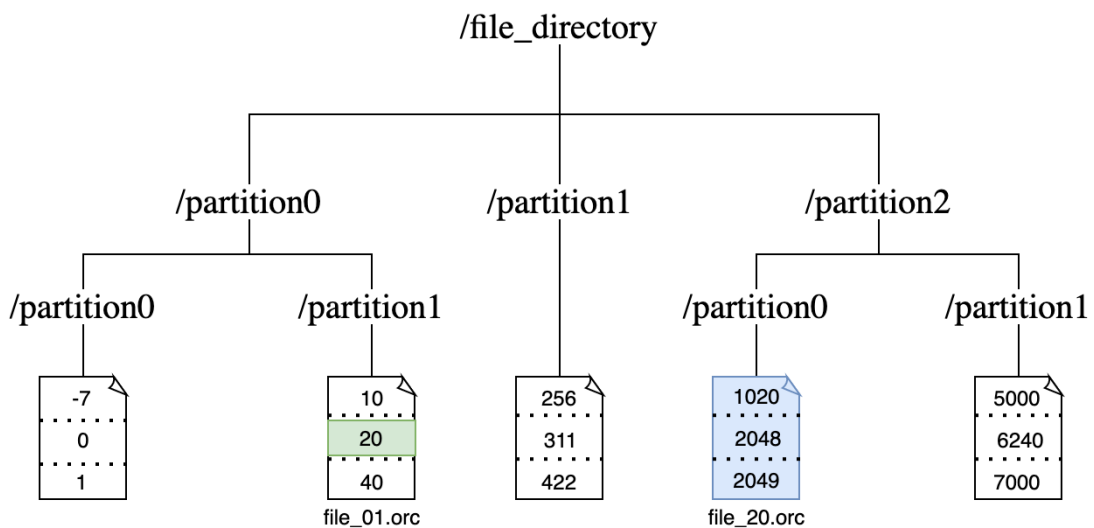 /file_directory
/partition0
/partition1
/partition2
/partition0
/partition1
/partition0
/partition1
-7
0
1
10
20
40
file_01.orc
256
311
422
1020
2048
2049
file_20.orc
5000
6240
7000